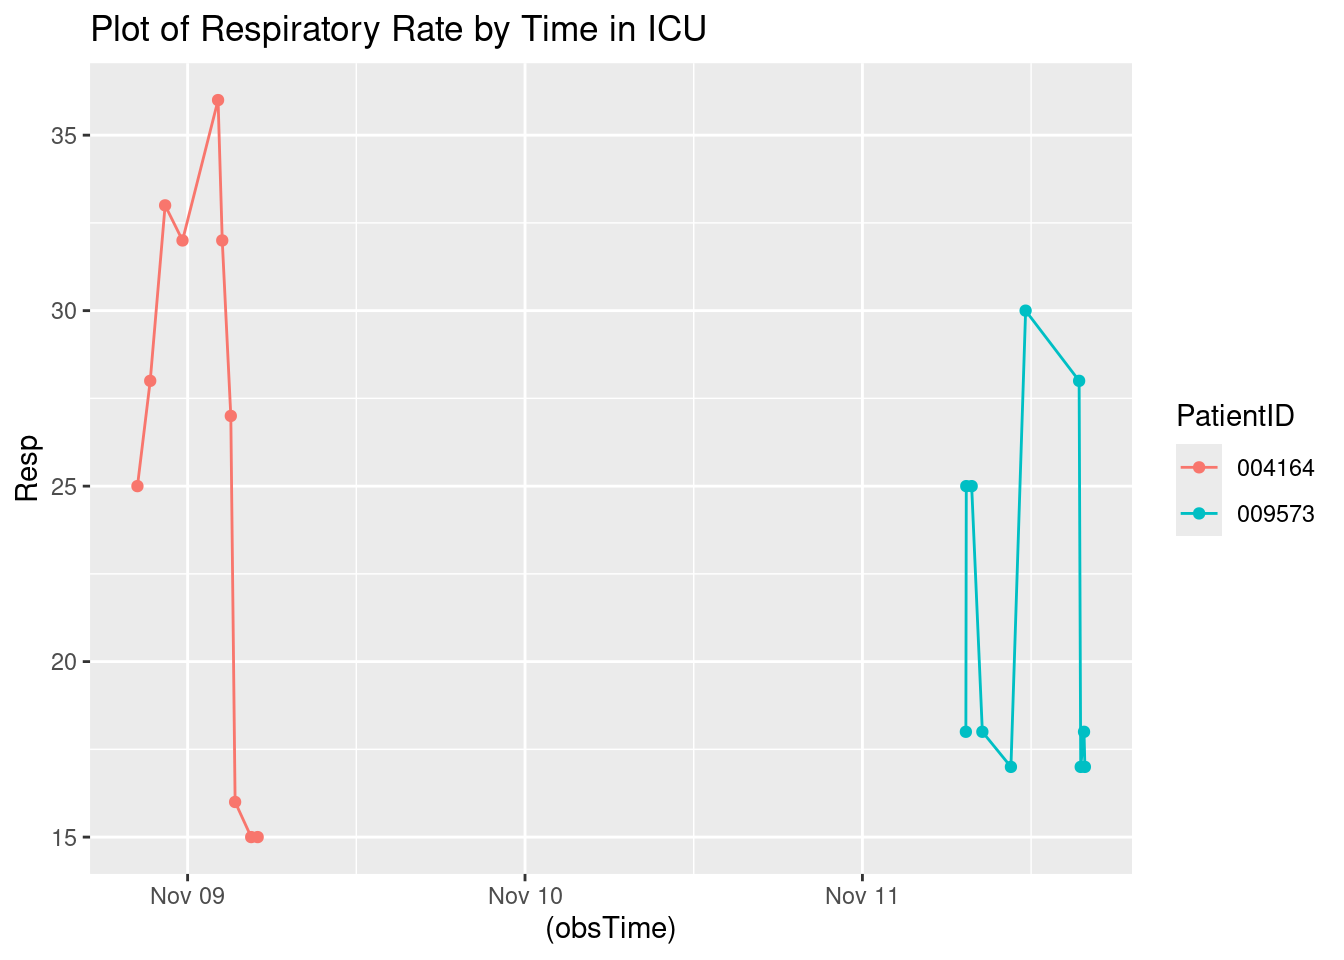 Plot of Respiratory Rate by Time in ICU
35
30
25
20
15
Resp
Nov 09
Nov 10
Nov 11
(obsTime)
PatientID
004164
009573